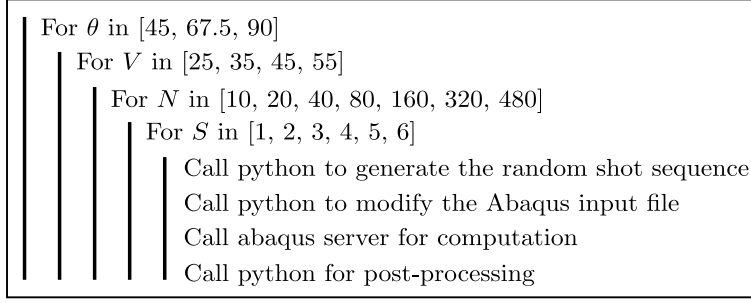 For θ in [45, 67.5, 90]
For V in [25, 35, 45, 55]
For N in [10, 20, 40, 80, 160, 320, 480]
For S in [1, 2, 3, 4, 5, 6]
Call python to generate the random shot sequence
Call python to modify the Abaqus input file
Call abaqus server for computation
Call python for post-processing